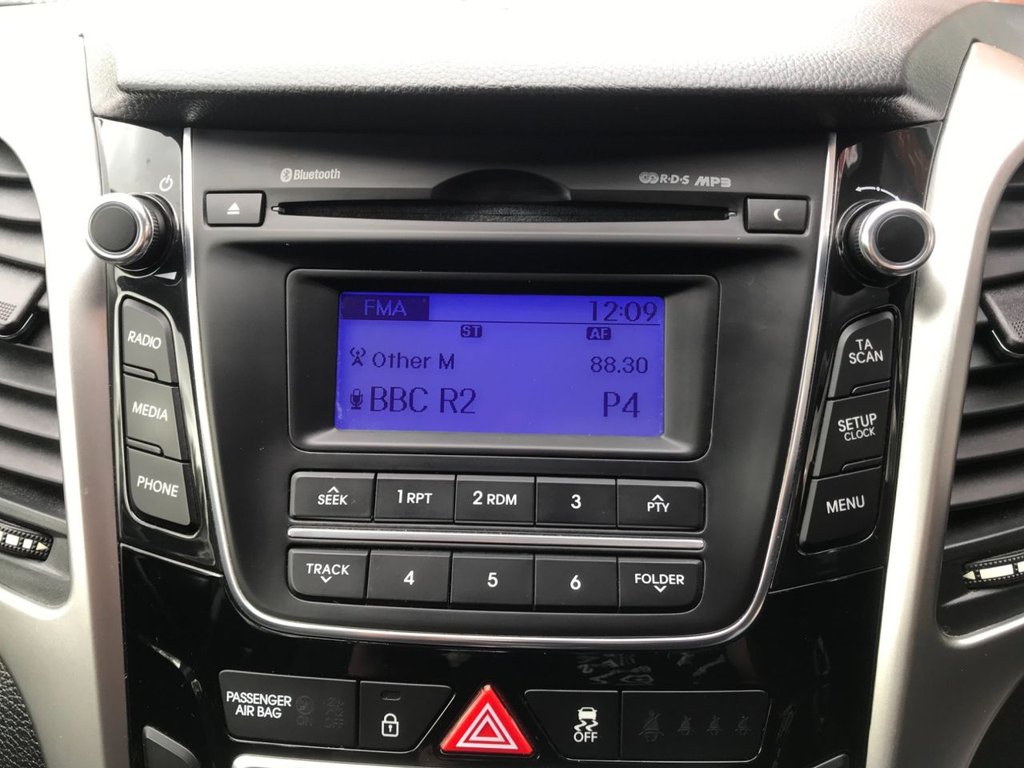 Bluetooth
R·D·S MP3
FMA 12:09
ST AF
Other M 88.30
BBC R2 P4
RADIO
MEDIA
PHONE
TA
SCAN
SETUP
CLOCK
MENU
SEEK 1 RPT 2 RDM 3 PTY
TRACK 4 5 6 FOLDER
PASSENGER
AIR BAG
OFF